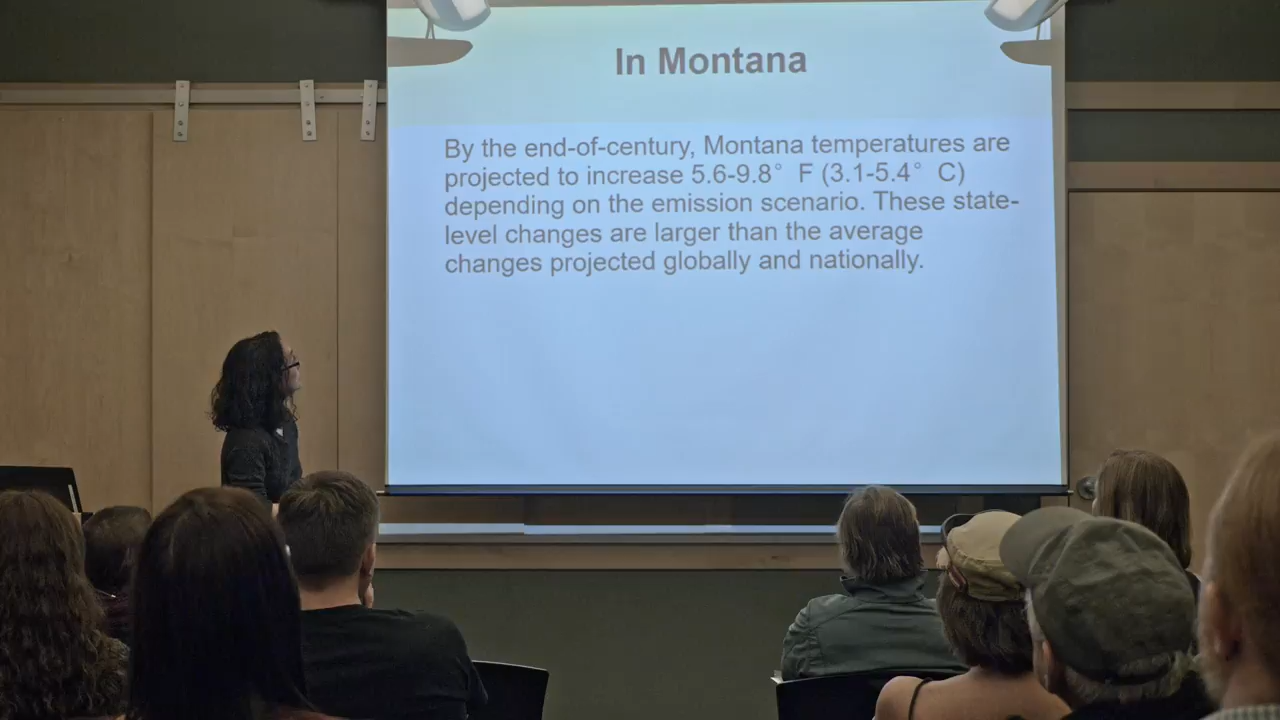 In Montana
By the end-of-century, Montana temperatures are
projected to increase 5.6-9.8° F (3.1-5.4° C)
depending on the emission scenario. These state-
level changes are larger than the average
changes projected globally and nationally.